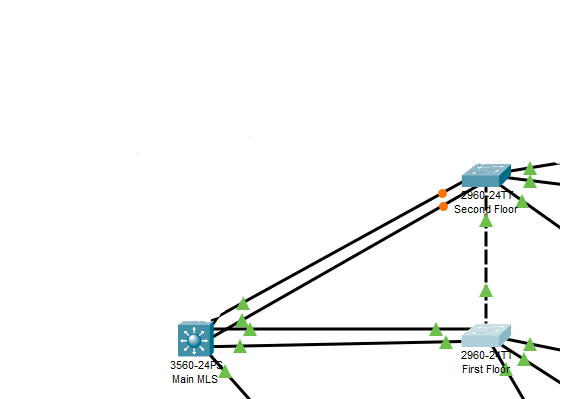 2960-24TT
Second Floor
3560-24PS
Main MLS
2960-24TT
First Floor